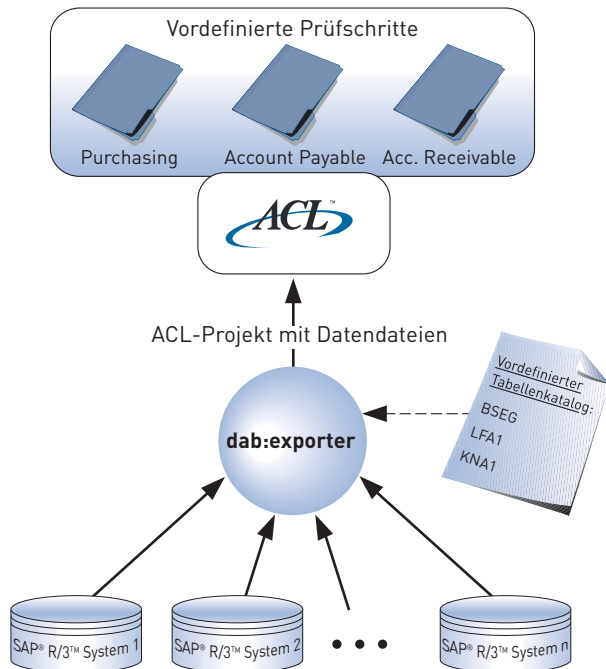 Vordefinierte Prüfschritte
Purchasing
Account Payable
Acc. Receivable
ACL™
ACL-Projekt mit Datendateien
Vordefinierter
Tabellenkatalog:
BSEG
LFA1
KNA1
dab:exporter
SAP® R/3™ System 1
SAP® R/3™ System 2
• • •
SAP® R/3™ System n